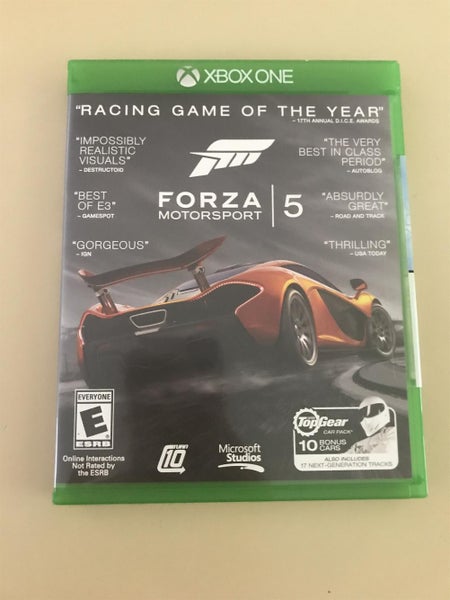 XBOX ONE
"RACING GAME OF THE YEAR"
- 17TH ANNUAL D.I.C.E. AWARDS
"IMPOSSIBLY
REALISTIC
VISUALS"
- DESTRUCTOID
"THE VERY
BEST IN CLASS
PERIOD"
- AUTOBLOG
"BEST
OF E3"
- GAMESPOT
FORZA
MOTORSPORT
5
"ABSURDLY
GREAT"
- ROAD AND TRACK
"GORGEOUS"
- IGN
"THRILLING"
- USA TODAY
EVERYONE
E
ESRB
Online Interactions
Not Rated by
the ESRB
TURN
10
Microsoft
Studios
TopGear
CAR PACK
10 BONUS
CARS
ALSO INCLUDES
17 NEXT-GENERATION TRACKS